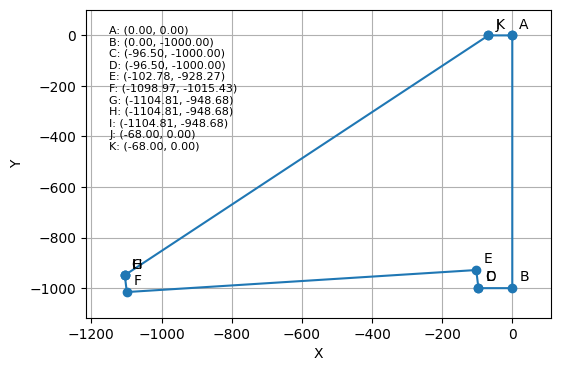 JK A
A: (0.00, 0.00)
B: (0.00, -1000.00)
C: (-96.50, -1000.00)
D: (-96.50, -1000.00)
E: (-102.78, -928.27)
F: (-1098.97, -1015.43)
G: (-1104.81, -948.68)
H: (-1104.81, -948.68)
I: (-1104.81, -948.68)
J: (-68.00, 0.00)
K: (-68.00, 0.00)
E
F
B
0
−200
−400
−600
−800
−1000
Y
−1200 −1000 −800 −600 −400 −200 0
X